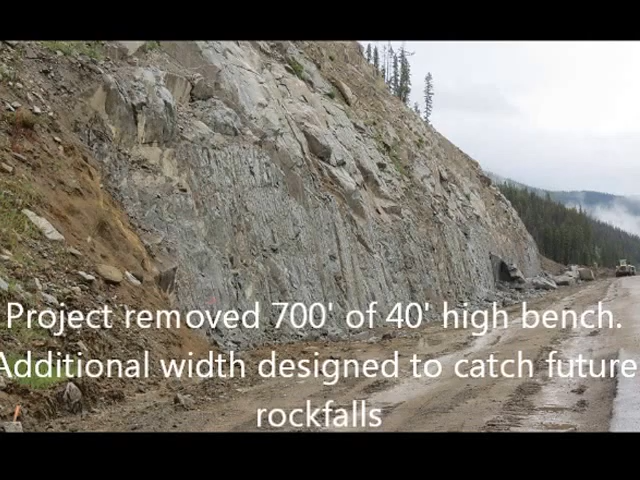 Project removed 700' of 40' high bench.
Additional width designed to catch future
rockfalls